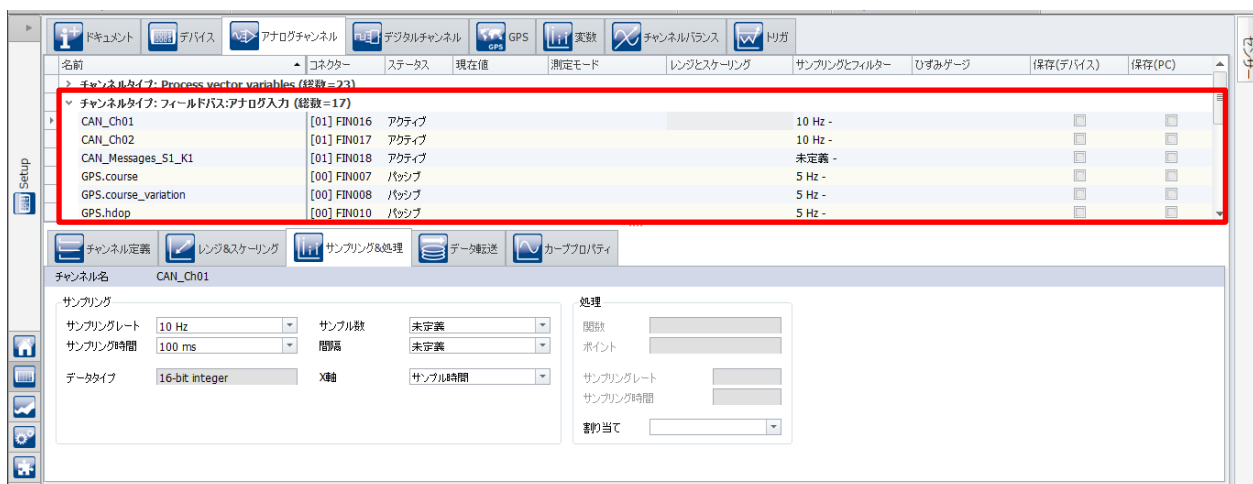 ドキュメント デバイス アナログチャンネル デジタルチャンネル GPS GPS 変数 チャンネルバランス トリガ
センサー
名前 コネクター ステータス 現在値 測定モード レンジとスケーリング サンプリングとフィルター ひずみゲージ 保存(デバイス) 保存(PC)
チャンネルタイプ: Process vector variables (総数=23)
チャンネルタイプ: フィールドバス:アナログ入力 (総数=17)
CAN_Ch01 [01] FIN016 アクティブ 10 Hz -
CAN_Ch02 [01] FIN017 アクティブ 10 Hz -
CAN_Messages_S1_K1 [01] FIN018 アクティブ 未定義 -
GPS.course [00] FIN007 パッシブ 5 Hz -
GPS.course_variation [00] FIN008 パッシブ 5 Hz -
GPS.hdop [00] FIN010 パッシブ 5 Hz -
Setup
チャンネル定義 レンジ&スケーリング サンプリング&処理 データ転送 カーブプロパティ
チャンネル名 CAN_Ch01
サンプリング 処理
サンプリングレート 10 Hz サンプル数 未定義 関数
サンプリング時間 100 ms 間隔 未定義 ポイント
データタイプ 16-bit integer X軸 サンプル時間 サンプリングレート
サンプリング時間
割り当て